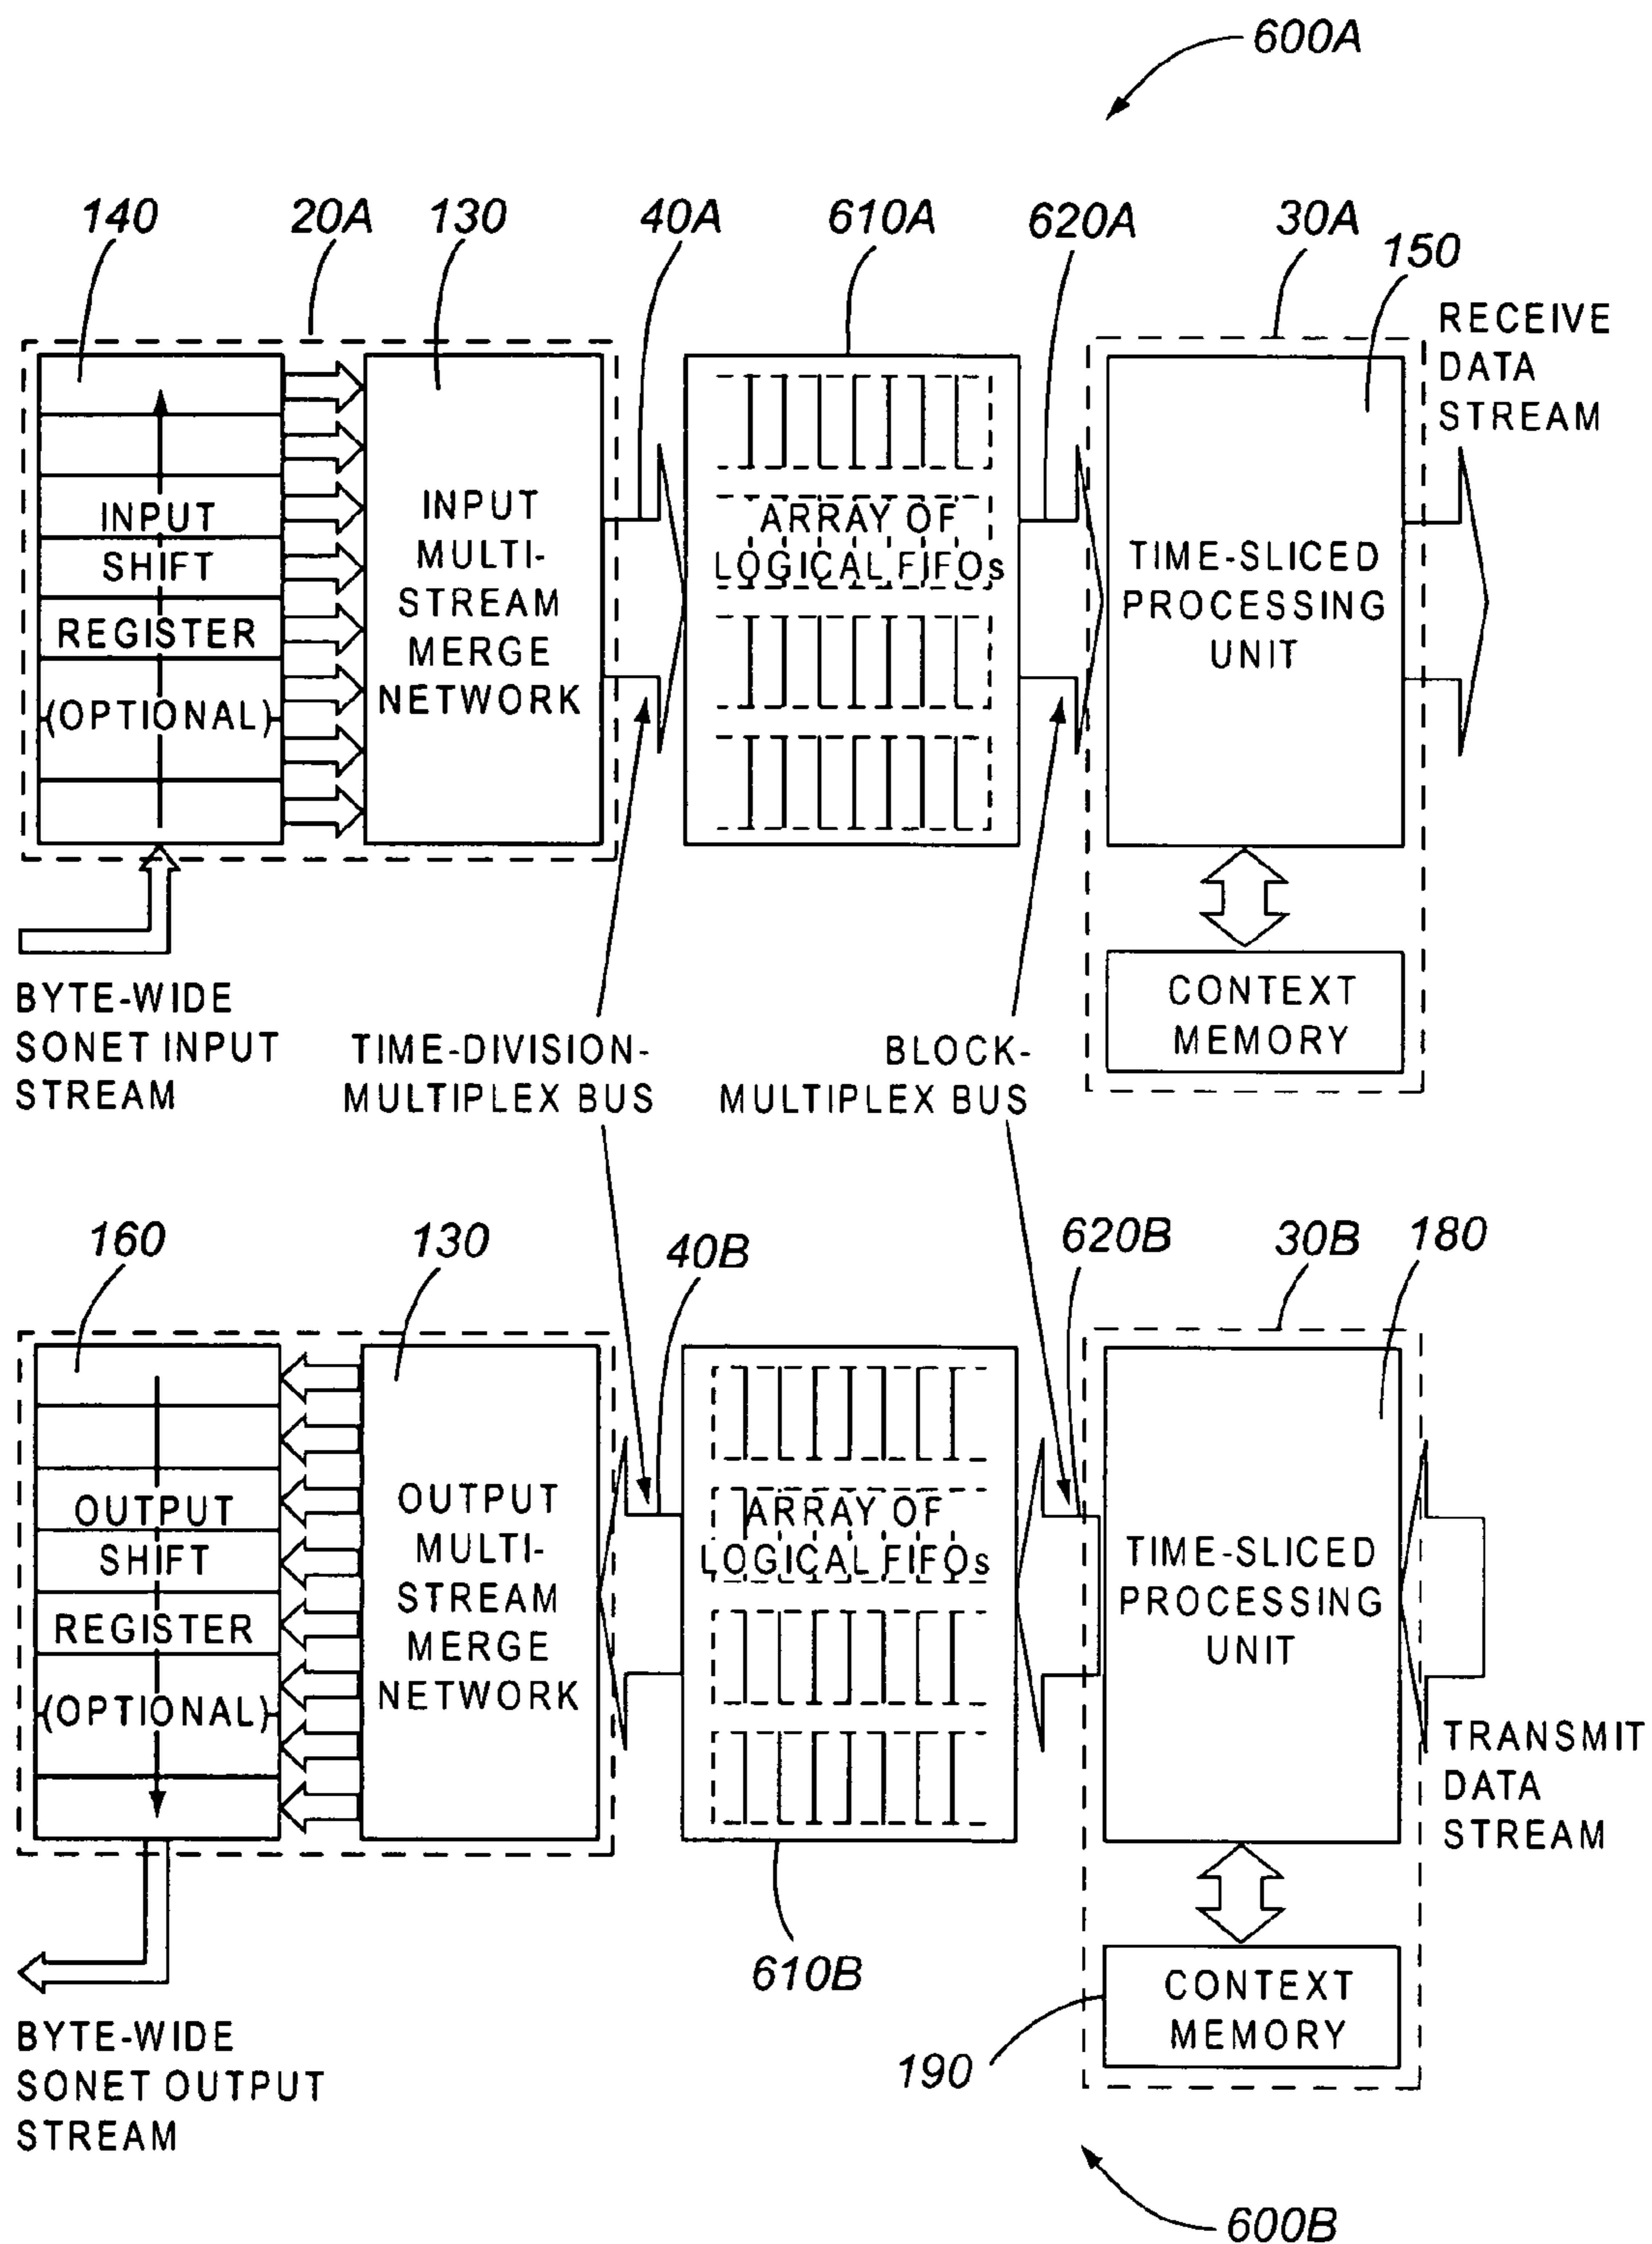 600A
140
20A
130
40A
610A
620A
30A
150
RECEIVE
DATA
STREAM
INPUT
SHIFT
REGISTER
(OPTIONAL)
INPUT
MULTI-
STREAM
MERGE
NETWORK
ARRAY OF
LOGICAL FIFOs
TIME-SLICED
PROCESSING
UNIT
CONTEXT
MEMORY
BYTE-WIDE
SONET INPUT
STREAM
TIME-DIVISION-
MULTIPLEX BUS
BLOCK-
MULTIPLEX BUS
160
130
40B
620B
30B
180
OUTPUT
SHIFT
REGISTER
(OPTIONAL)
OUTPUT
MULTI-
STREAM
MERGE
NETWORK
ARRAY OF
LOGICAL FIFOs
TIME-SLICED
PROCESSING
UNIT
TRANSMIT
DATA
STREAM
610B
CONTEXT
MEMORY
190
BYTE-WIDE
SONET OUTPUT
STREAM
600B